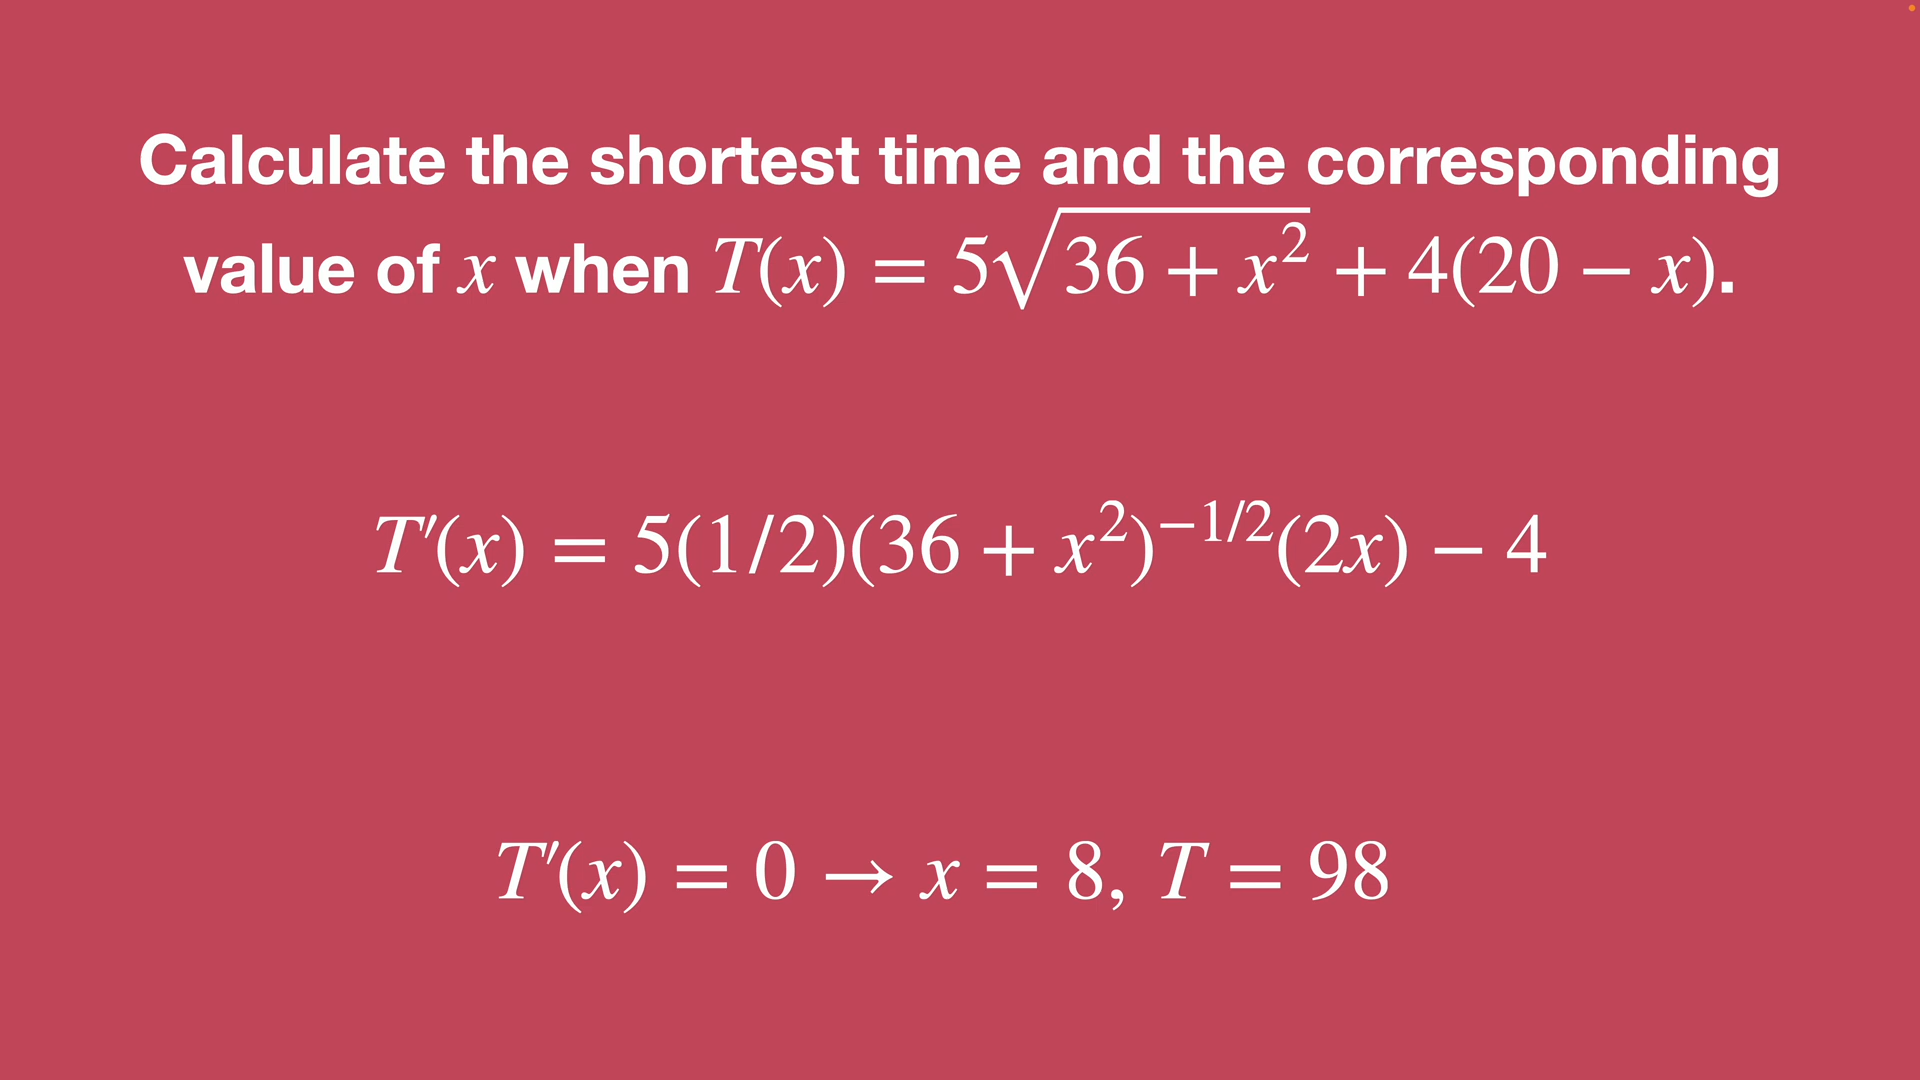 Calculate the shortest time and the corresponding
value of x when T(x) = 5√(36 + x²) + 4(20 − x).
T′(x) = 5(1/2)(36 + x²)^−1/2(2x) − 4
T′(x) = 0 → x = 8, T = 98